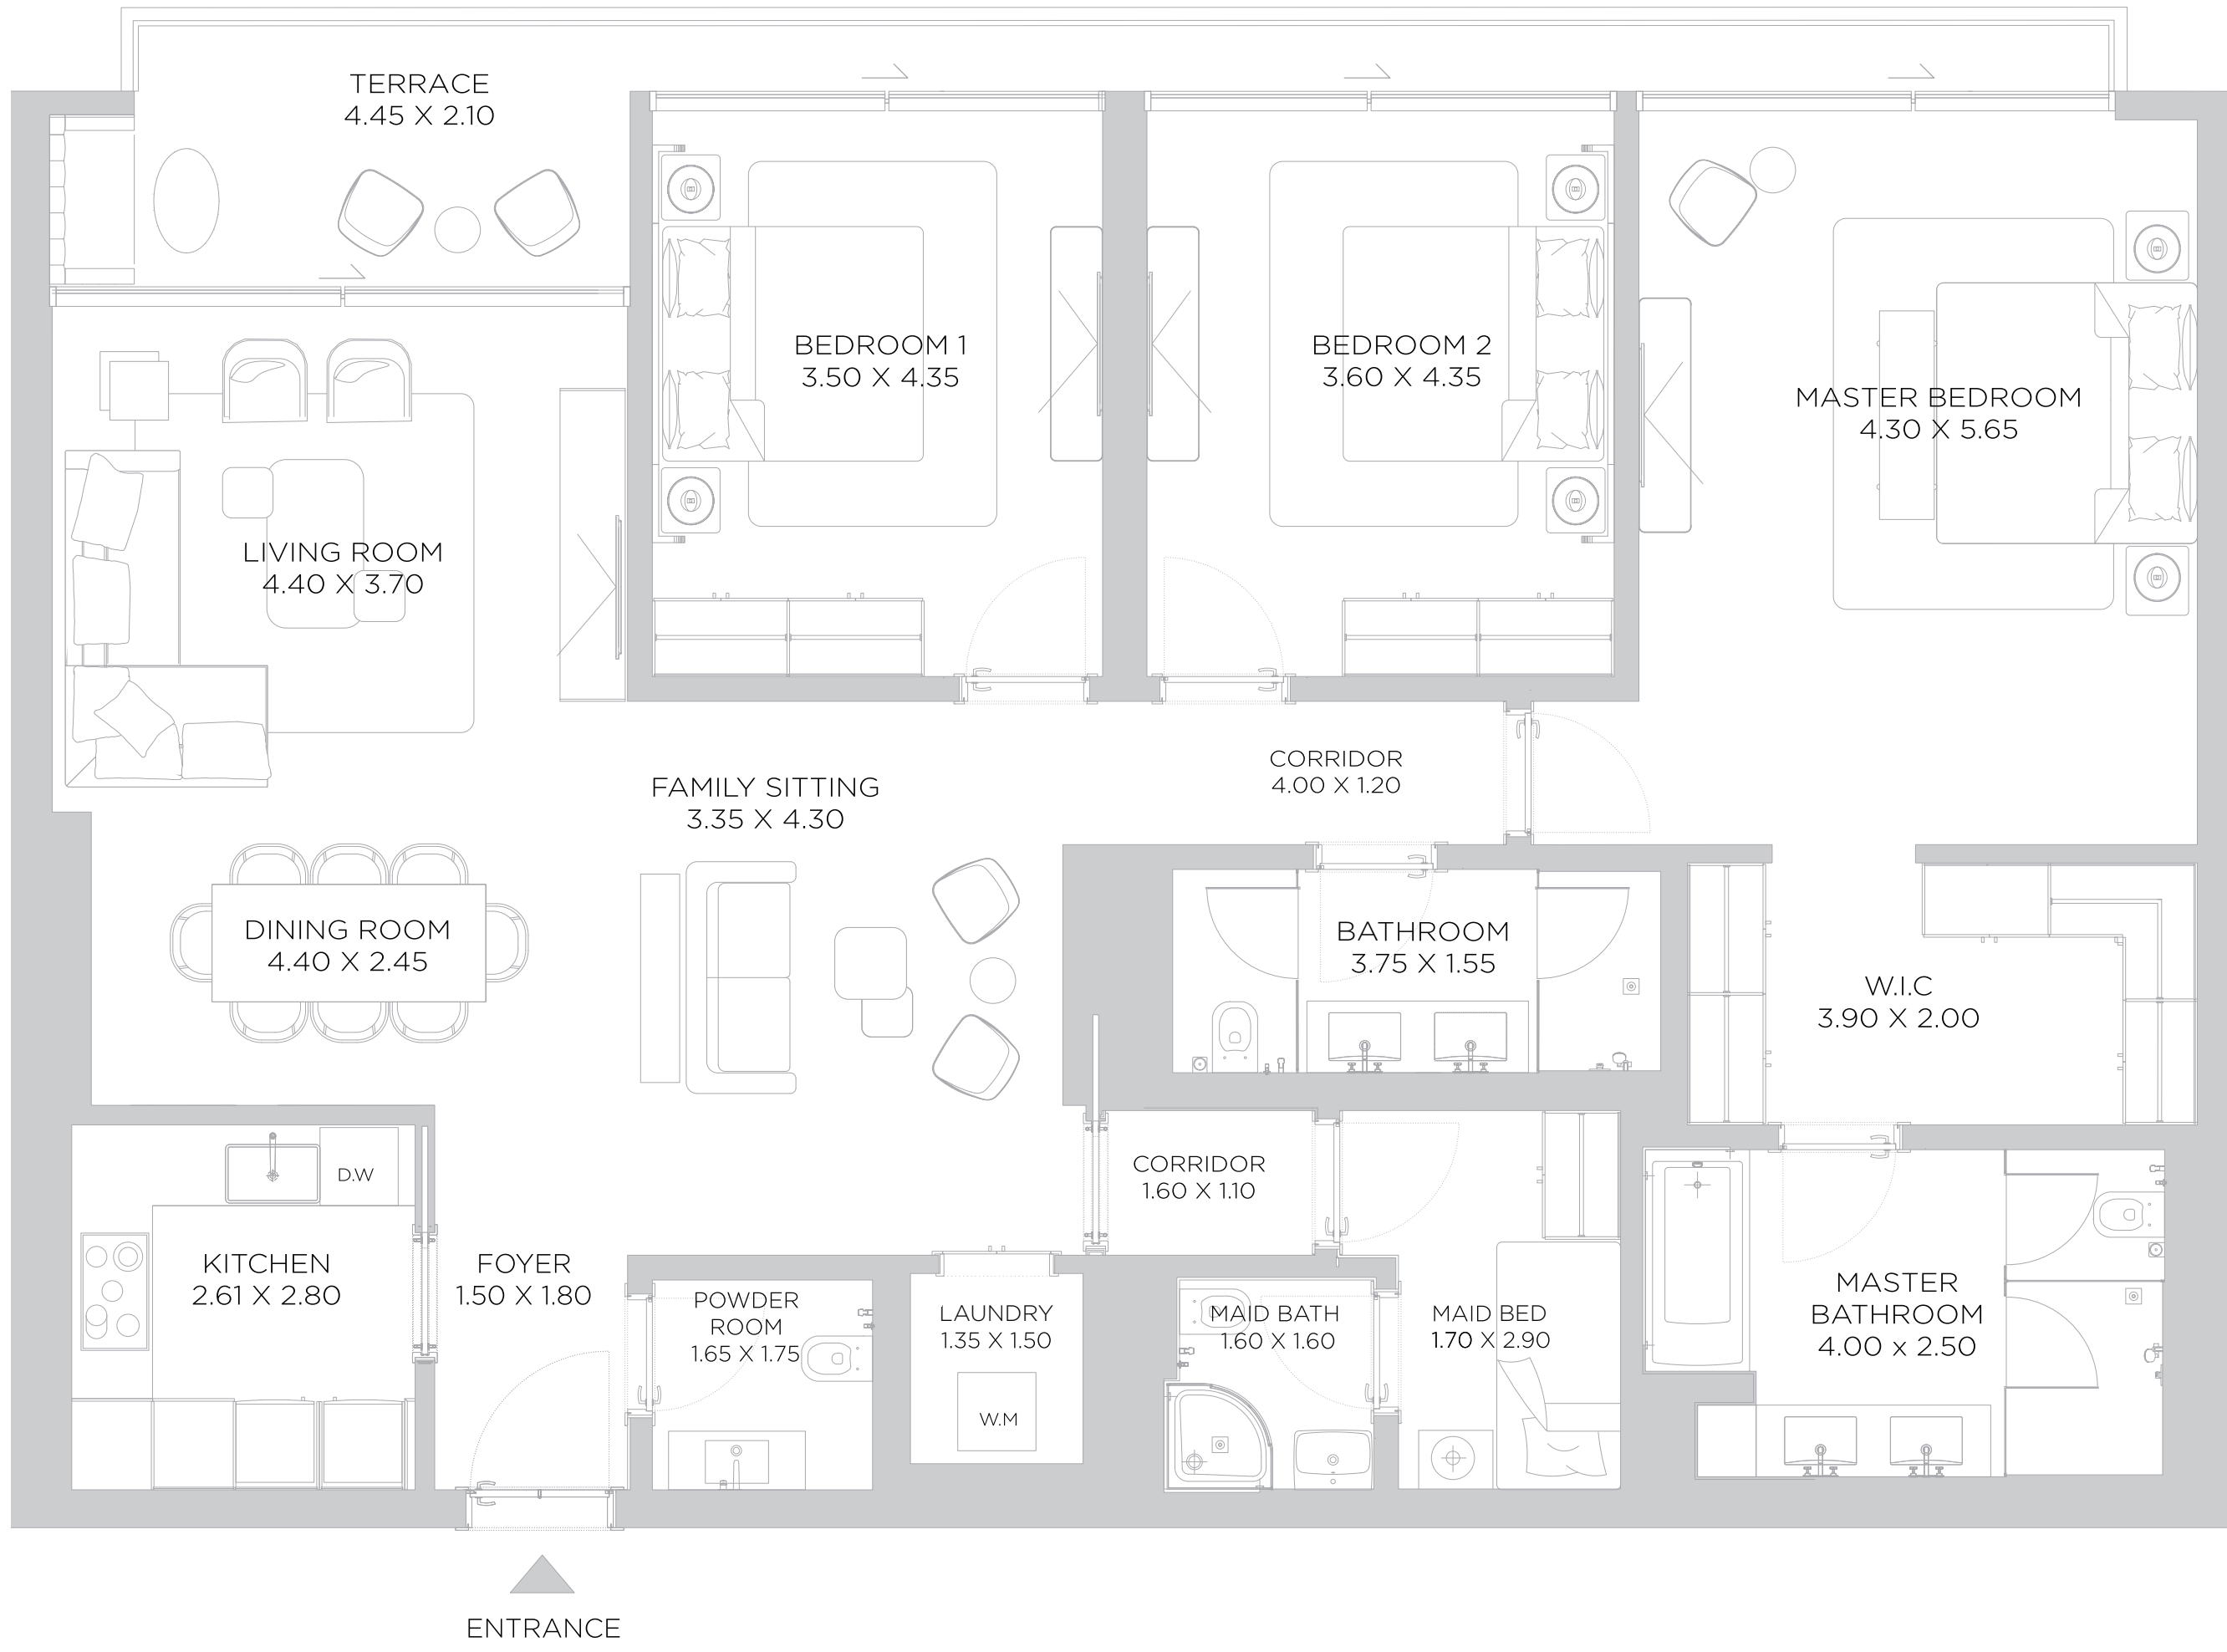 TERRACE
4.45 X 2.10
BEDROOM 1
3.50 X 4.35
BEDROOM 2
3.60 X 4.35
MASTER BEDROOM
4.30 X 5.65
LIVING ROOM
4.40 X 3.70
FAMILY SITTING
3.35 X 4.30
CORRIDOR
4.00 X 1.20
DINING ROOM
4.40 X 2.45
BATHROOM
3.75 X 1.55
W.I.C
3.90 X 2.00
D.W
KITCHEN
2.61 X 2.80
FOYER
1.50 X 1.80
CORRIDOR
1.60 X 1.10
POWDER
ROOM
1.65 X 1.75
LAUNDRY
1.35 X 1.50
W.M
MAID BATH
1.60 X 1.60
MAID BED
1.70 X 2.90
MASTER
BATHROOM
4.00 x 2.50
ENTRANCE